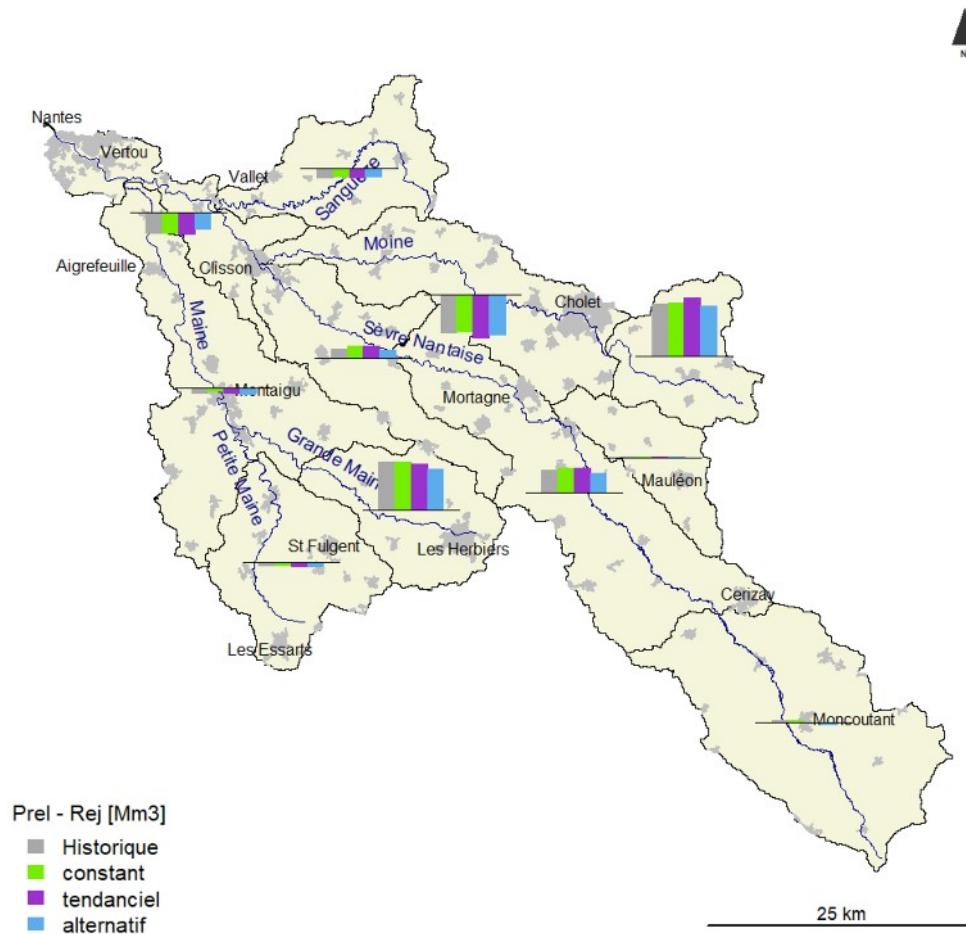 N
Nantes
Vertou
Vallet
Sanguèze
Aigrefeuille
Clisson
Moine
Cholet
Maine
Sèvre Nantaise
Montaigu
Mortagne
Petite Maine
Grande Main
Mauléon
St Fulgent
Les Herbiers
Cerizay
Les Essarts
Moncoutant
Prel - Rej [Mm3]
Historique
constant
tendanciel
alternatif
25 km